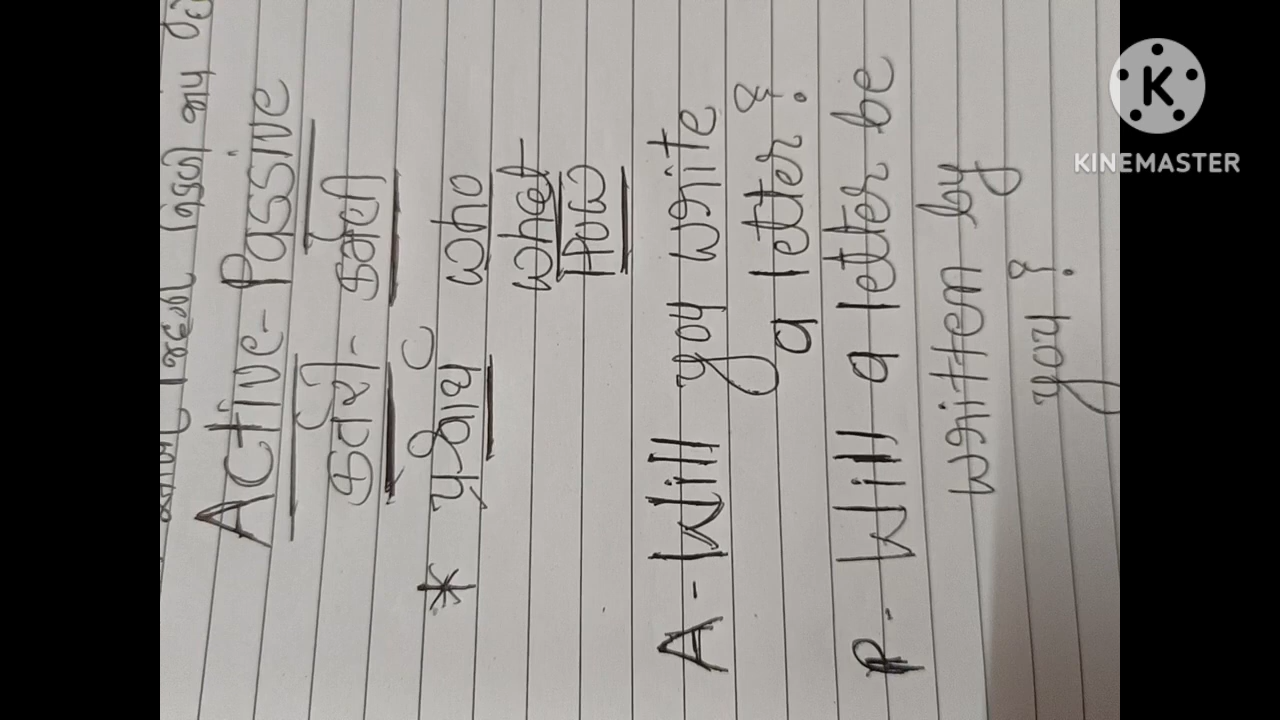 Active-Passive
કર્તરી - કર્મણી
* પ્રશ્નાર્થ who
what
How
A - Will you write
a letter ?
P - Will a letter be
written by
you ?
KINEMASTER